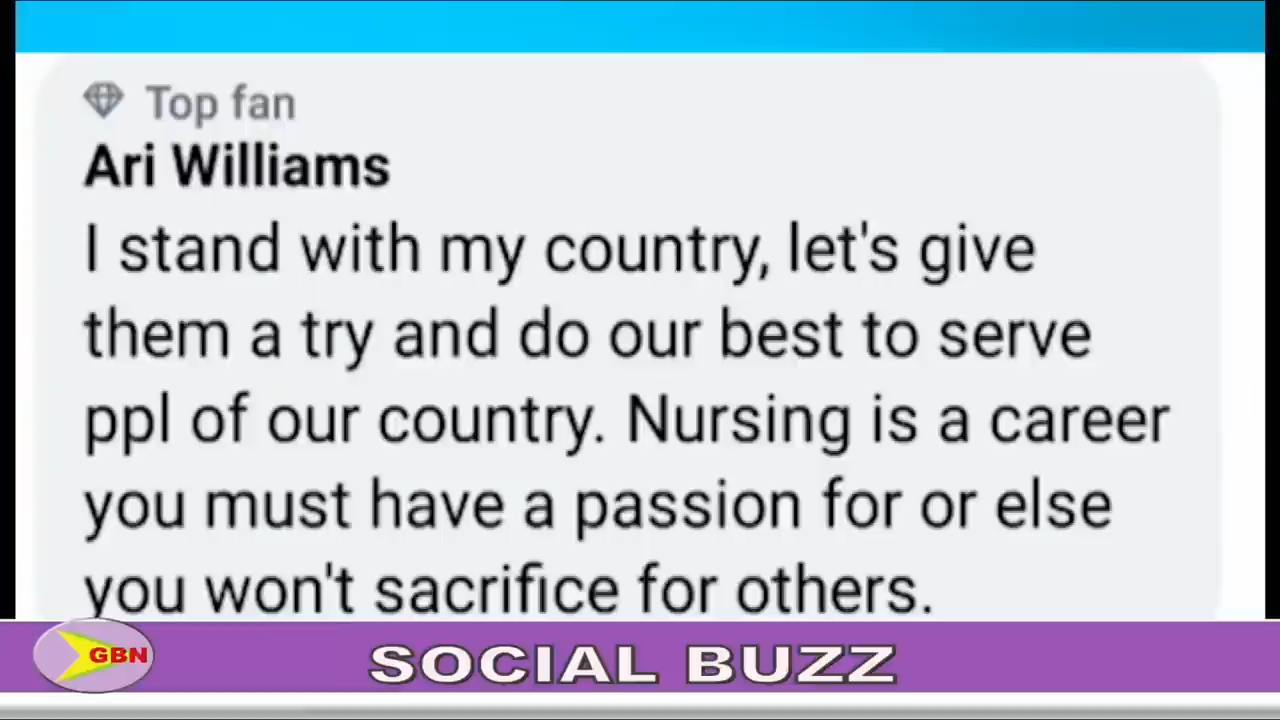 Top fan
Ari Williams
I stand with my country, let's give
them a try and do our best to serve
ppl of our country. Nursing is a career
you must have a passion for or else
you won't sacrifice for others.
GBN
SOCIAL BUZZ